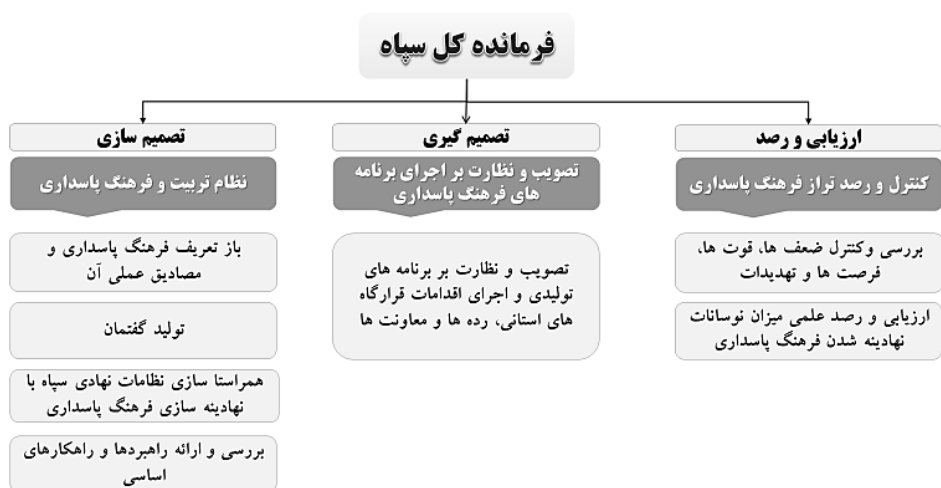 فرمانده کل سپاه
ارزیابی و رصد
کنترل و رصد تراز فرهنگ پاسداری
بررسی وکنترل ضعف ها، قوت ها،
فرصت ها و تهدیدات
ارزیابی و رصد علمی میزان نوسانات
نهادینه شدن فرهنگ پاسداری
تصمیم گیری
تصویب و نظارت بر اجرای برنامه
های فرهنگ پاسداری
تصویب و نظارت بر برنامه های
تولیدی و اجرای اقدامات قرارگاه
های استانی، رده ها و معاونت ها
تصمیم سازی
نظام تربیت و فرهنگ پاسداری
باز تعریف فرهنگ پاسداری و
مصادیق عملی آن
تولید گفتمان
همراستا سازی نظامات نهادی سپاه با
نهادینه سازی فرهنگ پاسداری
بررسی و ارائه راهبردها و راهکارهای
اساسی